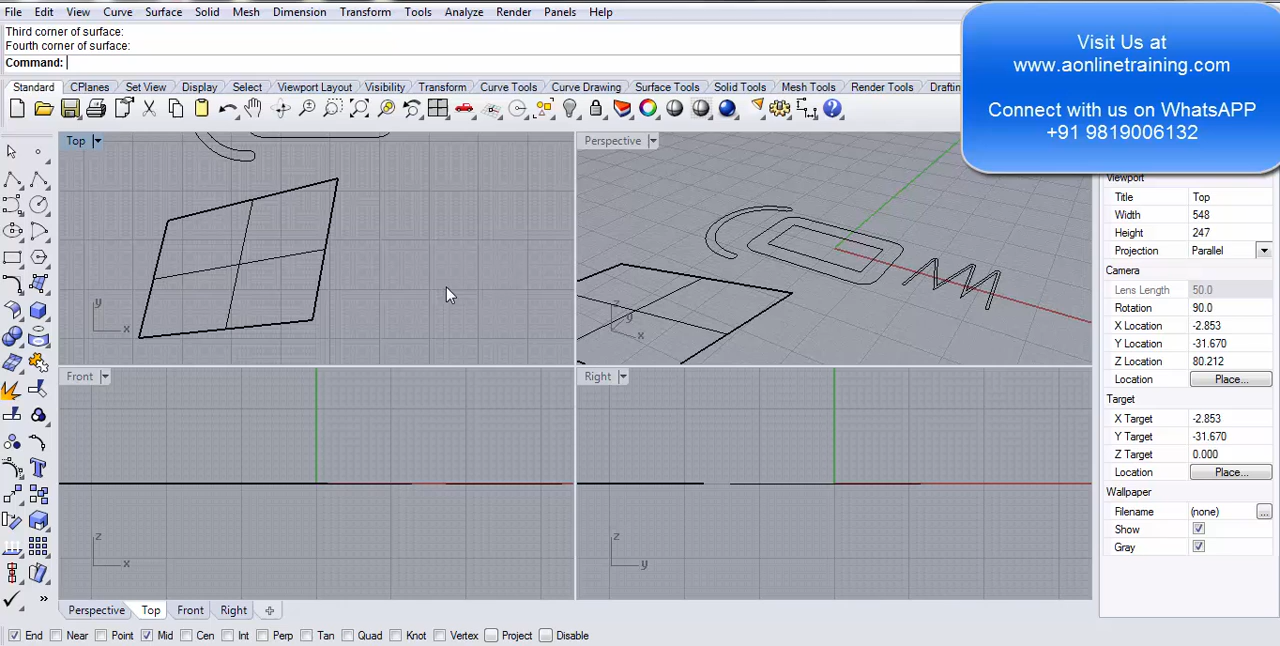 File Edit View Curve Surface Solid Mesh Dimension Transform Tools Analyze Render Panels Help
Third corner of surface:
Fourth corner of surface:
Command:
Visit Us at
www.aonlinetraining.com
Connect with us on WhatsAPP
+91 9819006132
Standard CPlanes Set View Display Select Viewport Layout Visibility Transform Curve Tools Curve Drawing Surface Tools Solid Tools Mesh Tools Render Tools
Top
Perspective
Front
Right
y
x
z
y
x
z
x
z
y
Viewport
Title Top
Width 548
Height 247
Projection Parallel
Camera
Lens Length 50.0
Rotation 90.0
X Location -2.853
Y Location -31.670
Z Location 80.212
Location Place...
Target
X Target -2.853
Y Target -31.670
Z Target 0.000
Location Place...
Wallpaper
Filename (none) ...
Show
Gray
Perspective Top Front Right
End Near Point Mid Cen Int Perp Tan Quad Knot Vertex Project Disable